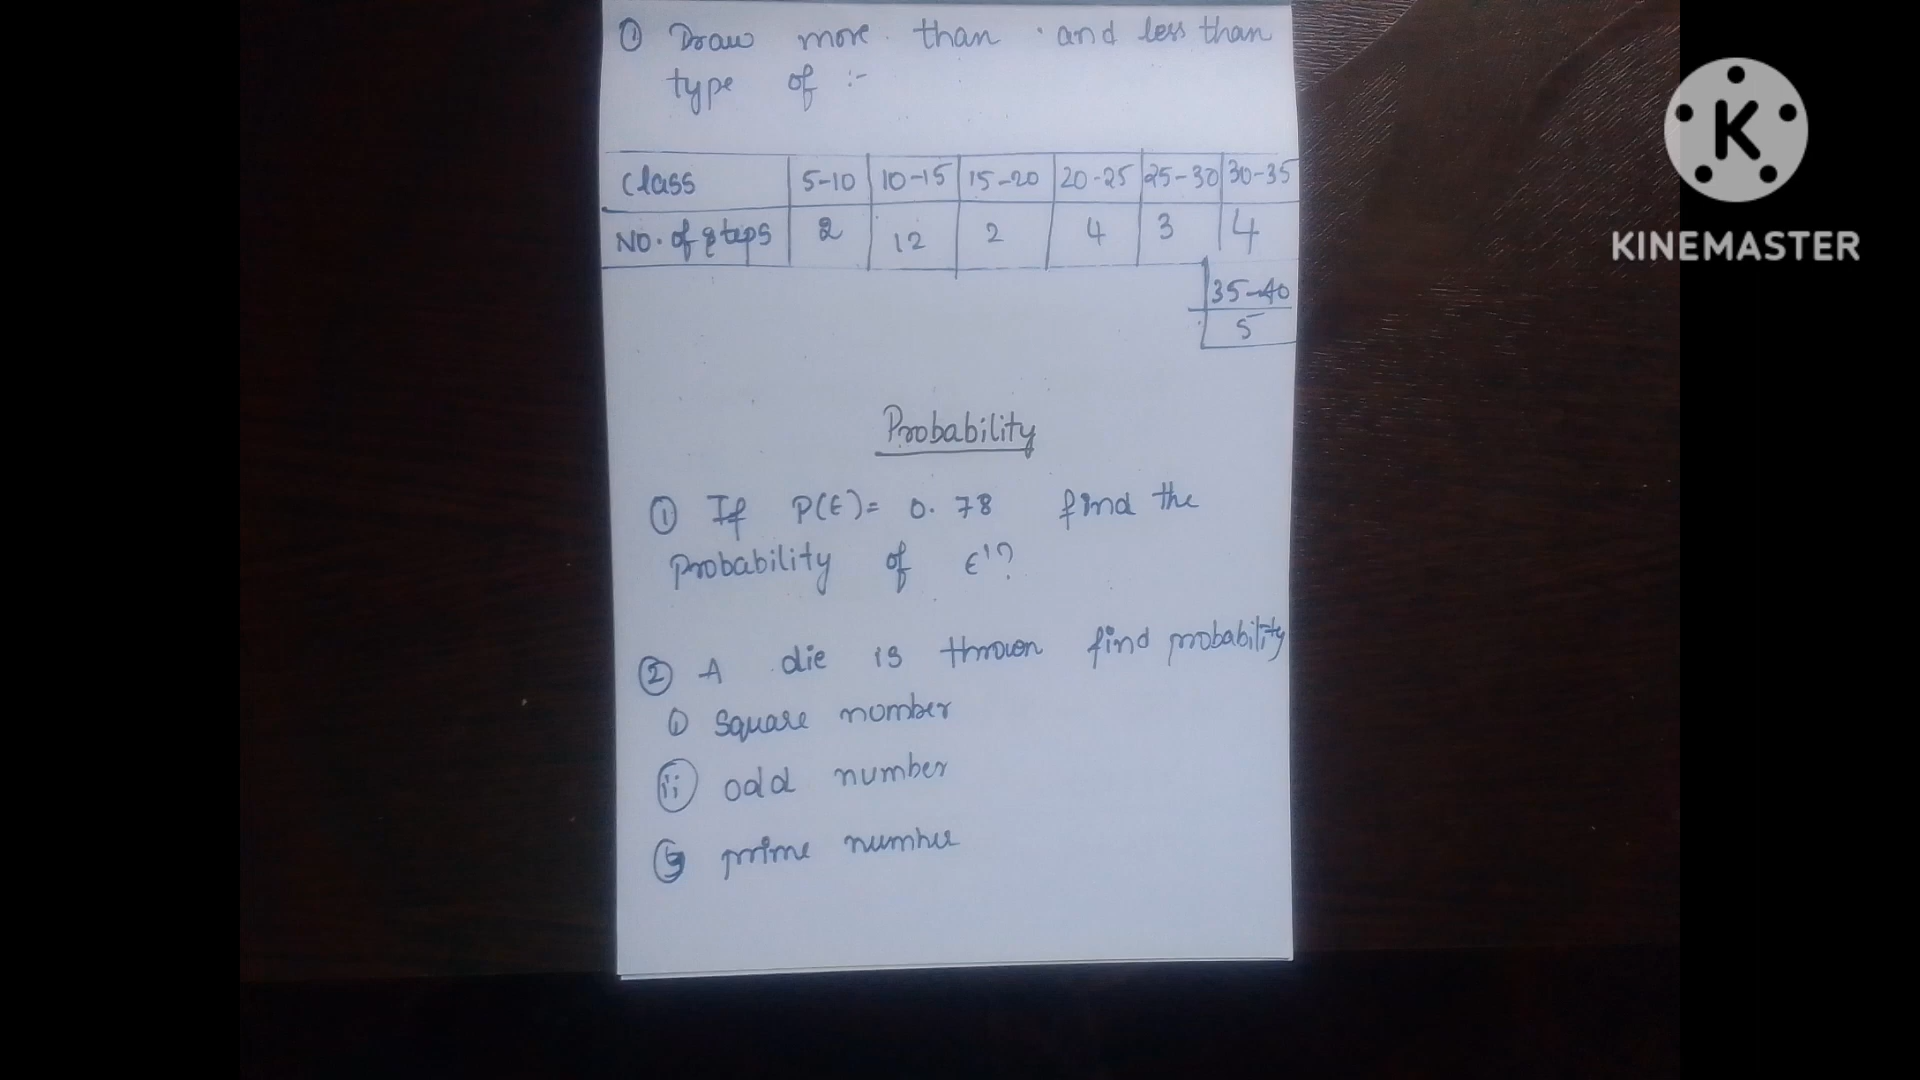 ① Draw more than and less than
type of :-
Class 5-10 10-15 15-20 20-25 25-30 30-35
No. of steps 2 12 2 4 3 4
35-40
5
Probability
① If P(E)= 0.78 find the
Probability of E'?
② A die is thrown find probability
① Square number
ⅱ odd number
prime number
K
KINEMASTER